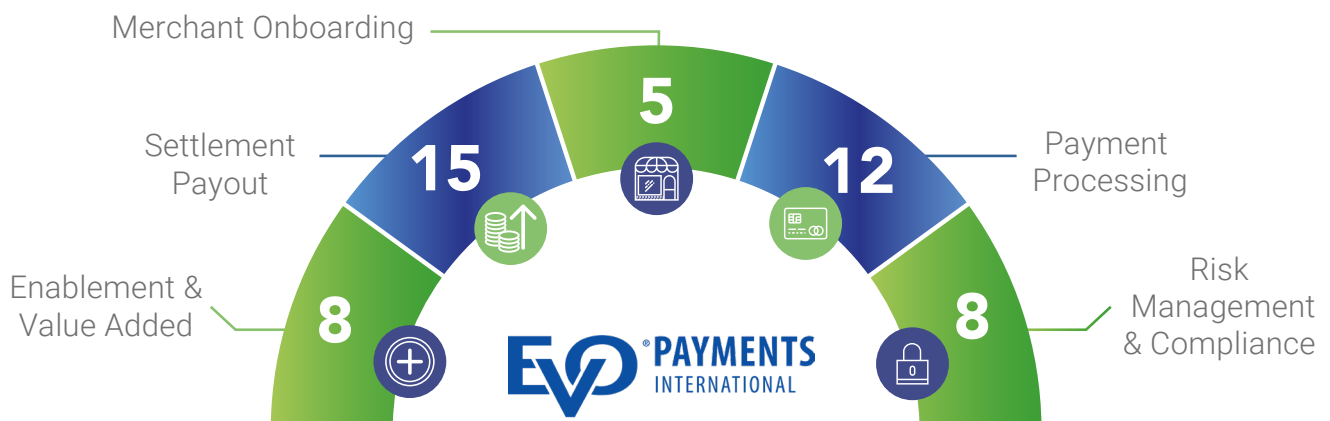 Merchant Onboarding
5
Settlement
Payout
15
12
Payment
Processing
Enablement &
Value Added
8
8
Risk
Management
& Compliance
EVO
® PAYMENTS
INTERNATIONAL
0